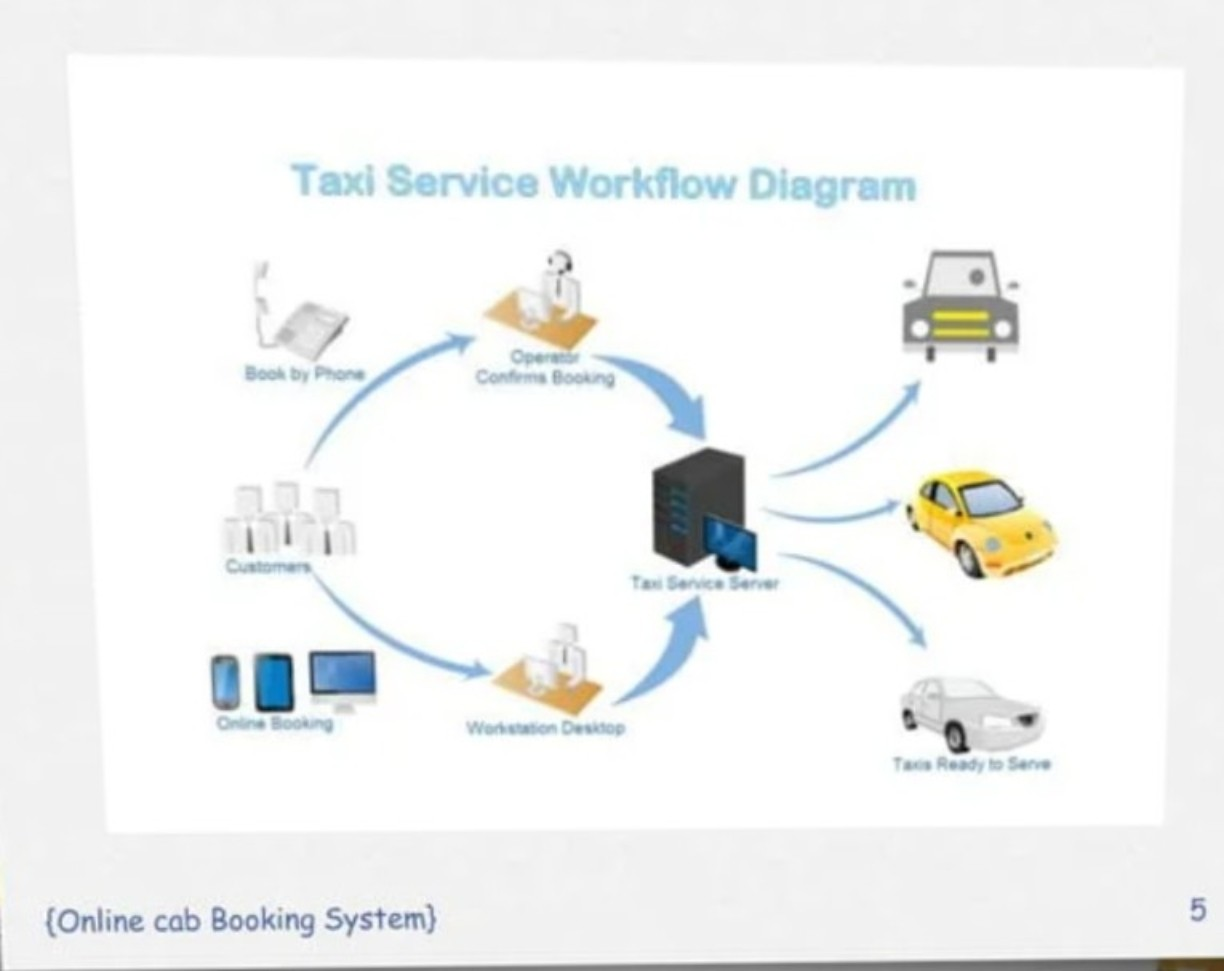 Taxi Service Workflow Diagram
Book by Phone
Operator
Confirms Booking
Customers
Taxi Service Server
Online Booking
Workstation Desktop
Taxis Ready to Serve
{Online cab Booking System}
5